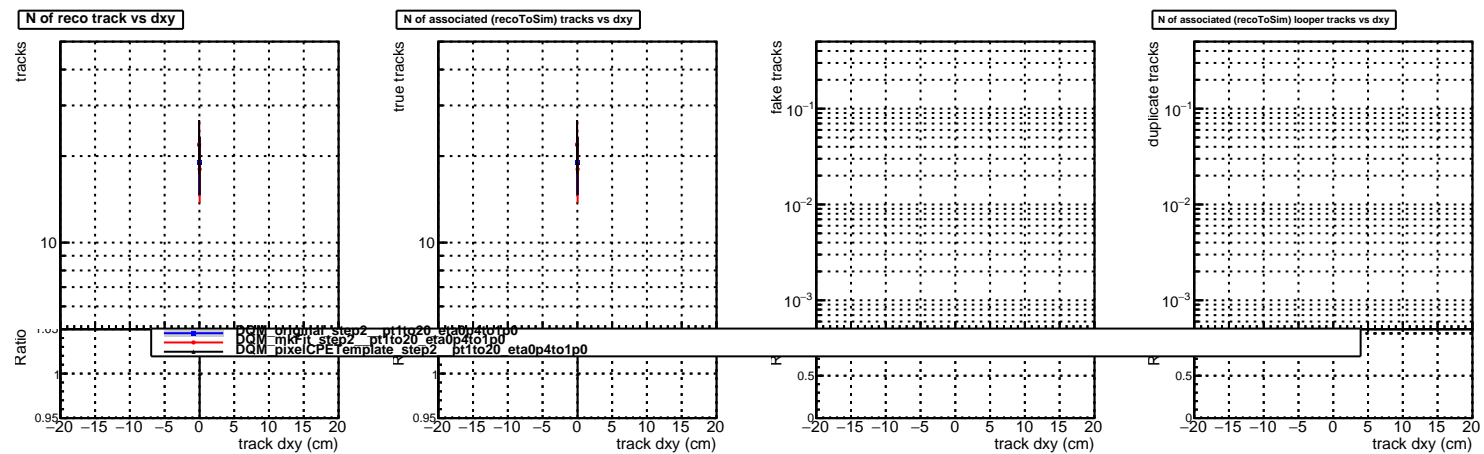 N of reco track vs dxy
tracks
10
Ratio
1
0.95
−20 −15 −10 −5 0 5 10 15 20
track dxy (cm)
N of associated (recoToSim) tracks vs dxy
true tracks
10
1
0.95
−20 −15 −10 −5 0 5 10 15 20
track dxy (cm)
fake tracks
10−1
10−2
10−3
0.5
0
−20 −15 −10 −5 0 5 10 15 20
track dxy (cm)
N of associated (recoToSim) looper tracks vs dxy
duplicate tracks
10−1
10−2
10−3
0.5
0
−20 −15 −10 −5 0 5 10 15 20
track dxy (cm)
DQM_original_step2__pt1to20_eta0p4to1p0
DQM_mkFit_step2__pt1to20_eta0p4to1p0
DQM_pixelCPETemplate_step2__pt1to20_eta0p4to1p0